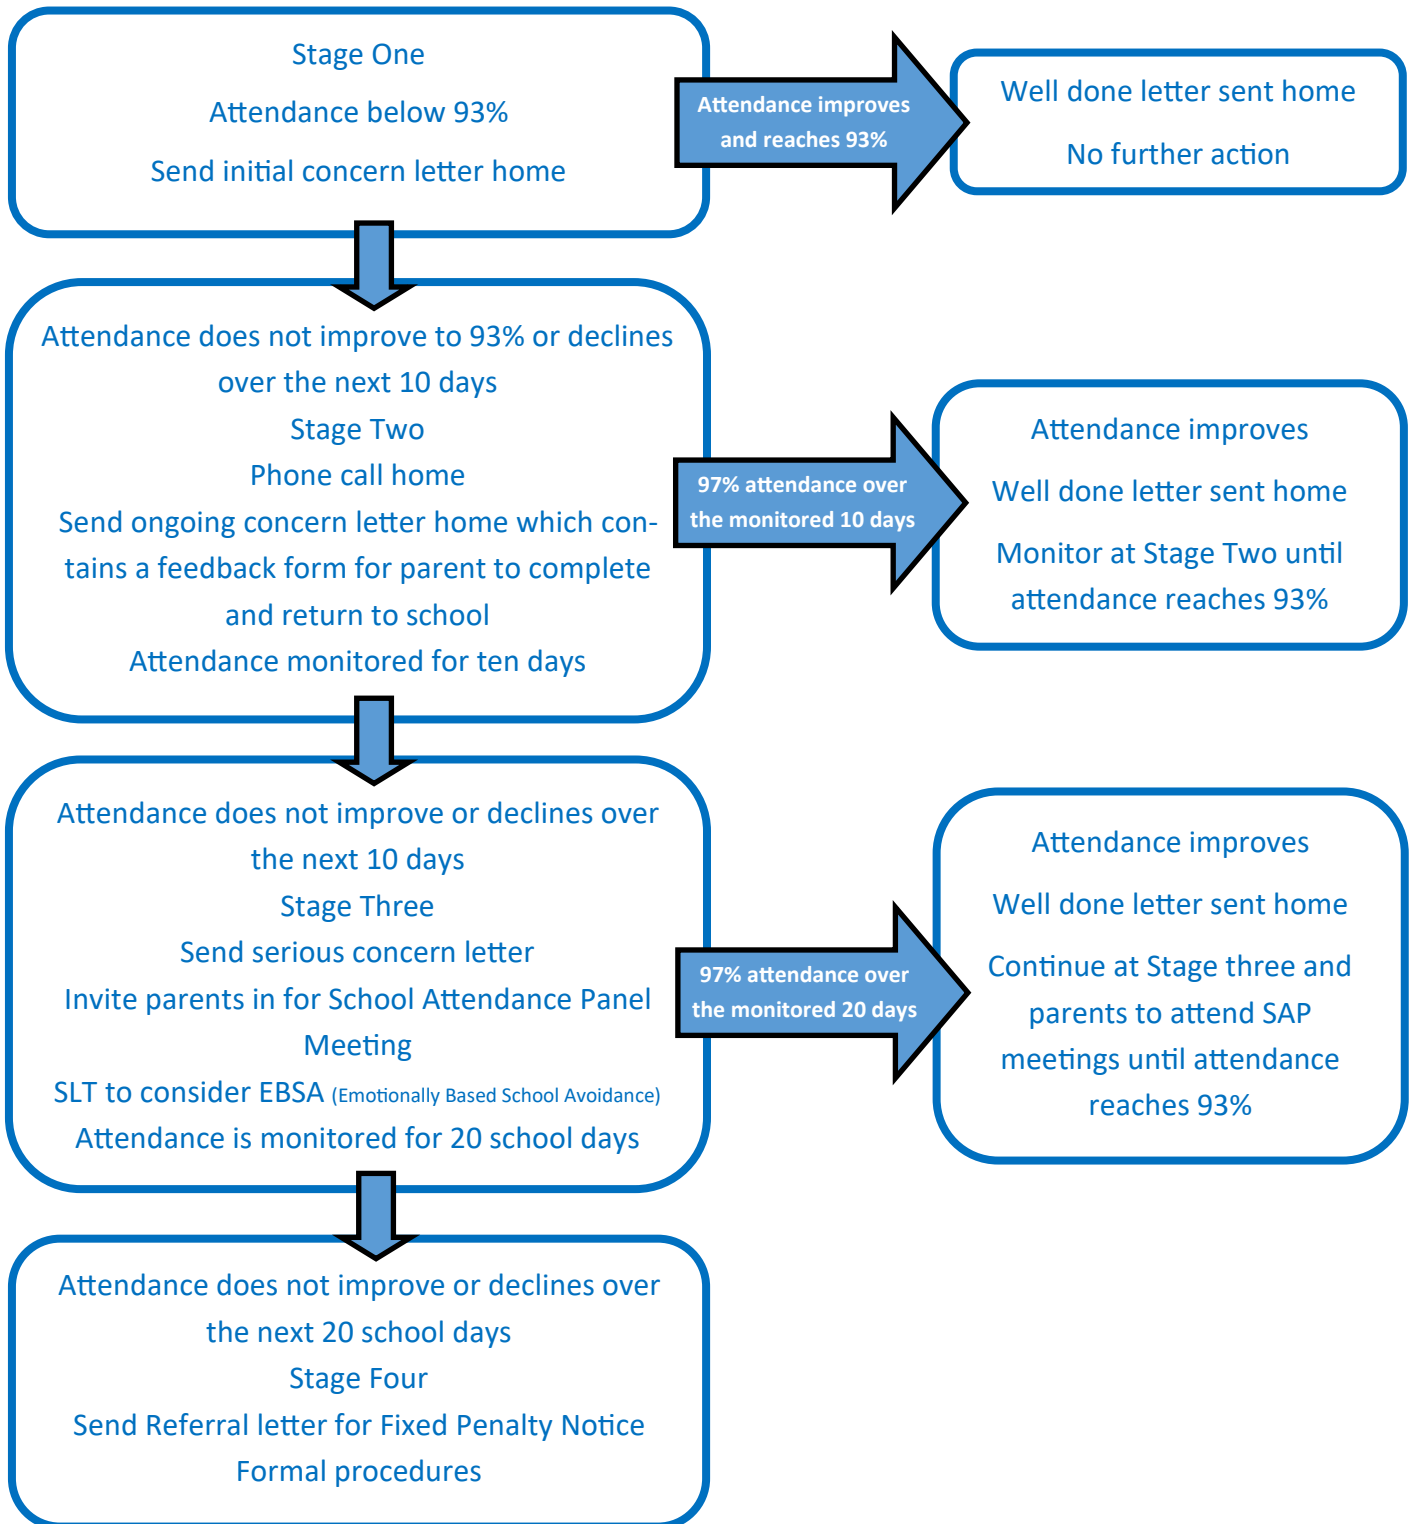 Stage One
Attendance below 93%
Send initial concern letter home
Attendance improves
and reaches 93%
Well done letter sent home
No further action
Attendance does not improve to 93% or declines
over the next 10 days
Stage Two
Phone call home
Send ongoing concern letter home which con-
tains a feedback form for parent to complete
and return to school
Attendance monitored for ten days
97% attendance over
the monitored 10 days
Attendance improves
Well done letter sent home
Monitor at Stage Two until
attendance reaches 93%
Attendance does not improve or declines over
the next 10 days
Stage Three
Send serious concern letter
Invite parents in for School Attendance Panel
Meeting
SLT to consider EBSA (Emotionally Based School Avoidance)
Attendance is monitored for 20 school days
97% attendance over
the monitored 20 days
Attendance improves
Well done letter sent home
Continue at Stage three and
parents to attend SAP
meetings until attendance
reaches 93%
Attendance does not improve or declines over
the next 20 school days
Stage Four
Send Referral letter for Fixed Penalty Notice
Formal procedures